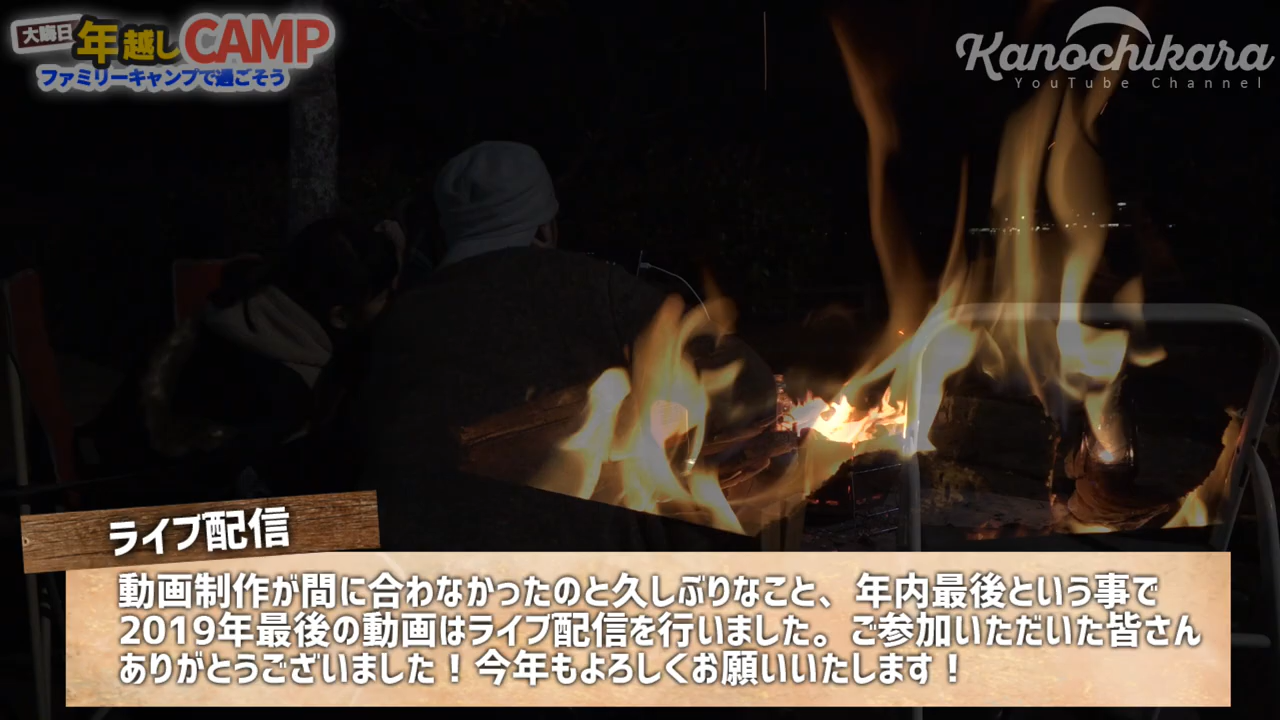 大晦日 年越しCAMP
ファミリーキャンプで過ごそう
Kanochikara
YouTube Channel
ライブ配信
動画制作が間に合わなかったのと久しぶりなこと、年内最後という事で
2019年最後の動画はライブ配信を行いました。ご参加いただいた皆さん
ありがとうございました！今年もよろしくお願いいたします！